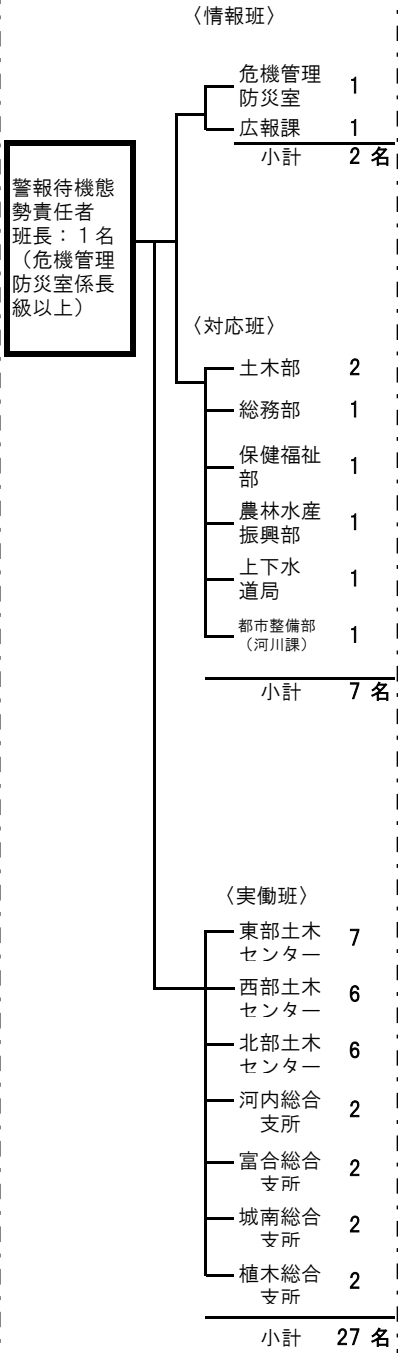 〈情報班〉
危機管理
防災室 1
広報課 1
小計 2 名
警報待機態
勢責任者
班長：１名
（危機管理
防災室係長
級以上）
〈対応班〉
土木部 2
総務部 1
保健福祉
部 1
農林水産
振興部 1
上下水
道局 1
都市整備部
（河川課） 1
小計 7 名
〈実働班〉
東部土木
センター 7
西部土木
センター 6
北部土木
センター 6
河内総合
支所 2
富合総合
支所 2
城南総合
支所 2
植木総合
支所 2
小計 27 名